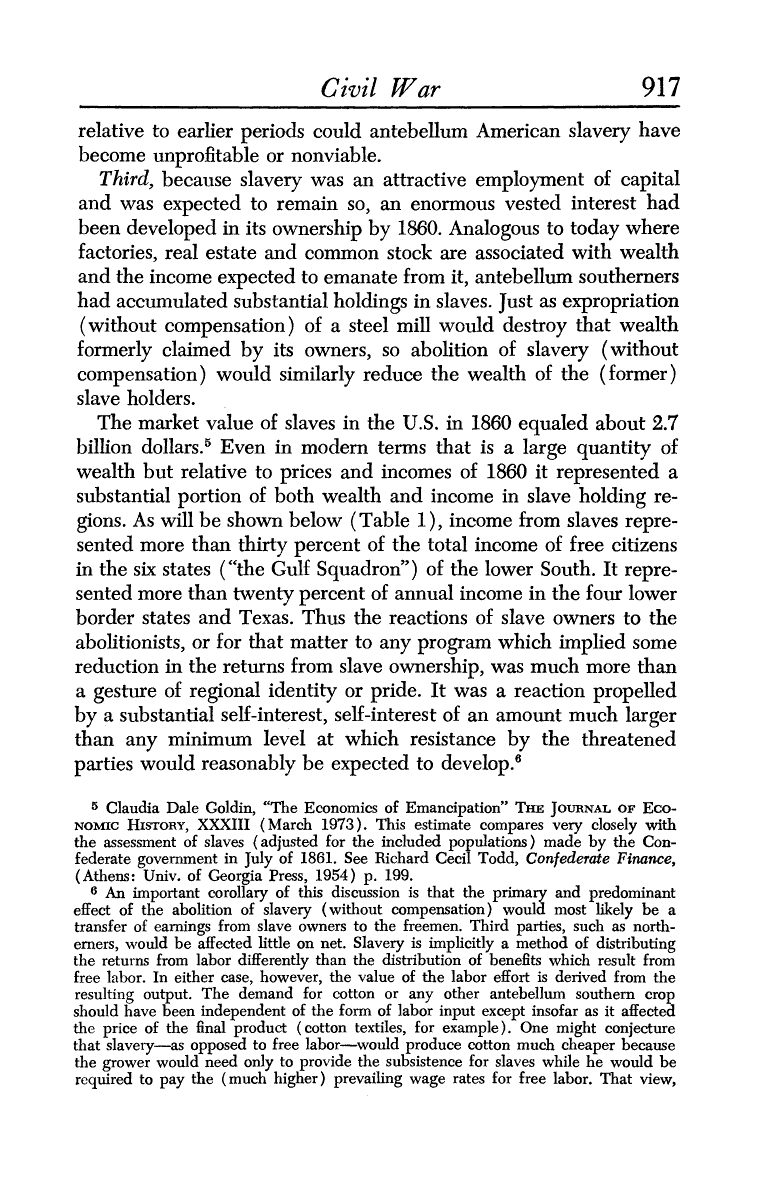 Civil War 917
relative to earlier periods could antebellum American slavery have
become unprofitable or nonviable.
Third, because slavery was an attractive employment of capital
and was expected to remain so, an enormous vested interest had
been developed in its ownership by 1860. Analogous to today where
factories, real estate and common stock are associated with wealth
and the income expected to emanate from it, antebellum southerners
had accumulated substantial holdings in slaves. Just as expropriation
(without compensation) of a steel mill would destroy that wealth
formerly claimed by its owners, so abolition of slavery (without
compensation) would similarly reduce the wealth of the (former)
slave holders.
The market value of slaves in the U.S. in 1860 equaled about 2.7
billion dollars.⁵ Even in modern terms that is a large quantity of
wealth but relative to prices and incomes of 1860 it represented a
substantial portion of both wealth and income in slave holding re-
gions. As will be shown below (Table 1), income from slaves repre-
sented more than thirty percent of the total income of free citizens
in the six states (“the Gulf Squadron”) of the lower South. It repre-
sented more than twenty percent of annual income in the four lower
border states and Texas. Thus the reactions of slave owners to the
abolitionists, or for that matter to any program which implied some
reduction in the returns from slave ownership, was much more than
a gesture of regional identity or pride. It was a reaction propelled
by a substantial self-interest, self-interest of an amount much larger
than any minimum level at which resistance by the threatened
parties would reasonably be expected to develop.⁶
⁵ Claudia Dale Goldin, “The Economics of Emancipation” THE JOURNAL OF ECO-
NOMIC HISTORY, XXXIII (March 1973). This estimate compares very closely with
the assessment of slaves (adjusted for the included populations) made by the Con-
federate government in July of 1861. See Richard Cecil Todd, Confederate Finance,
(Athens: Univ. of Georgia Press, 1954) p. 199.
⁶ An important corollary of this discussion is that the primary and predominant
effect of the abolition of slavery (without compensation) would most likely be a
transfer of earnings from slave owners to the freemen. Third parties, such as north-
erners, would be affected little on net. Slavery is implicitly a method of distributing
the returns from labor differently than the distribution of benefits which result from
free labor. In either case, however, the value of the labor effort is derived from the
resulting output. The demand for cotton or any other antebellum southern crop
should have been independent of the form of labor input except insofar as it affected
the price of the final product (cotton textiles, for example). One might conjecture
that slavery—as opposed to free labor—would produce cotton much cheaper because
the grower would need only to provide the subsistence for slaves while he would be
required to pay the (much higher) prevailing wage rates for free labor. That view,